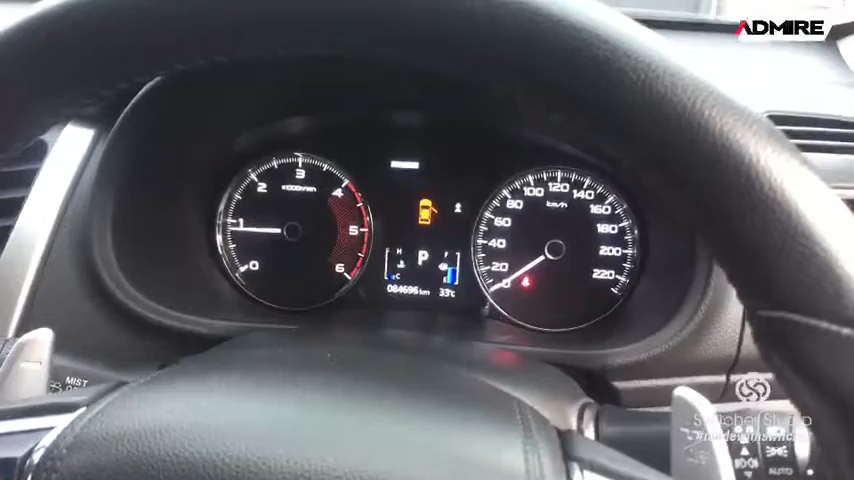 ADMIRE
3
2 x1000r/min 4
1 5
0 6
100 120 140
80 km/h 160
60 180
40 200
20 220
0
P
H F
C E
084696 km 33°C
MIST
Switcher Studio
#madewithswitcher
AUTO